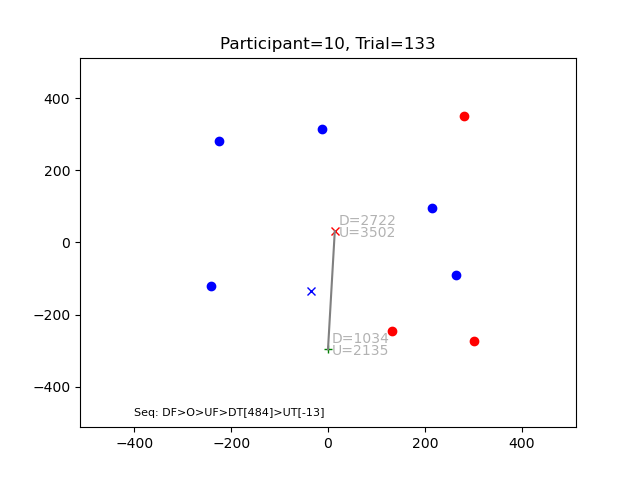 Participant=10, Trial=133
400
200
0
−200
−400
D=2722
U=3502
D=1034
U=2135
Seq: DF>O>UF>DT[484]>UT[-13]
−400
−200
0
200
400